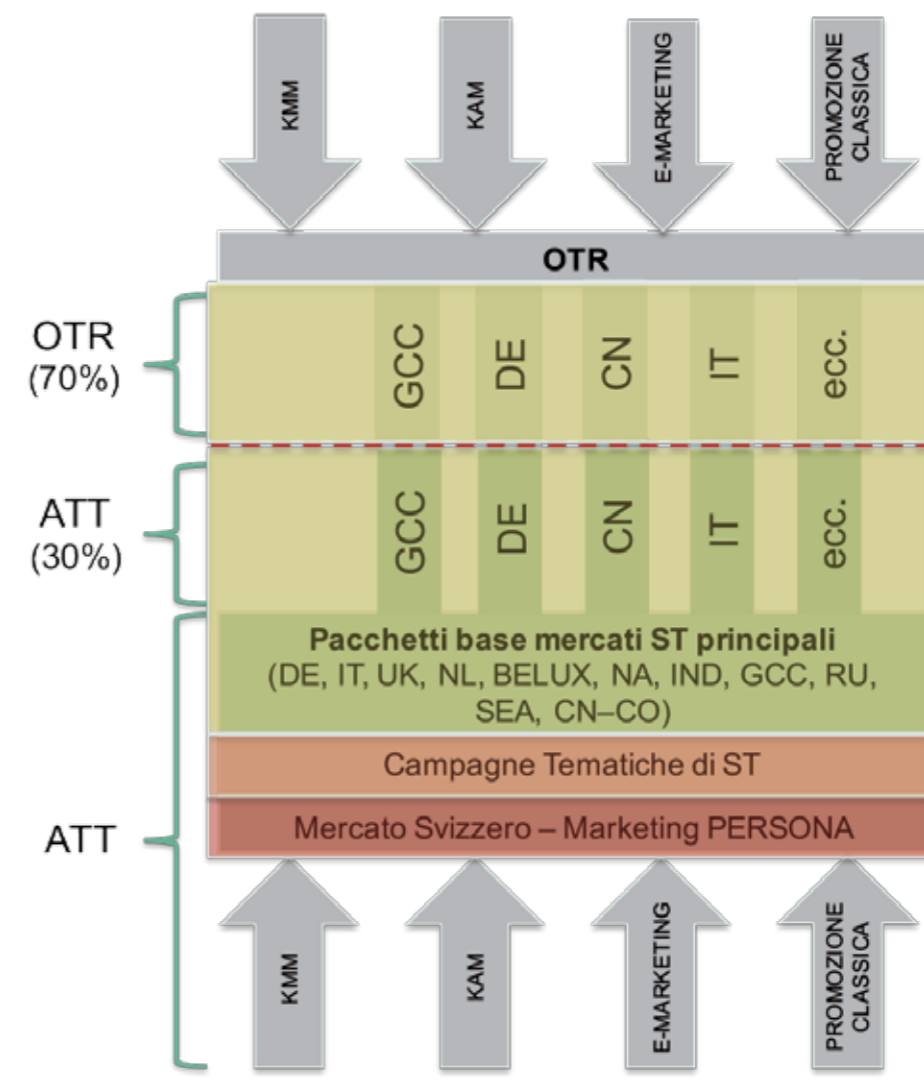 KMM
KAM
E-MARKETING
PROMOZIONE
CLASSICA
OTR
OTR
(70%)
GCC
DE
CN
IT
ecc.
ATT
(30%)
GCC
DE
CN
IT
ecc.
Pacchetti base mercati ST principali
(DE, IT, UK, NL, BELUX, NA, IND, GCC, RU,
SEA, CN–CO)
Campagne Tematiche di ST
ATT
Mercato Svizzero – Marketing PERSONA
KMM
KAM
E-MARKETING
PROMOZIONE
CLASSICA